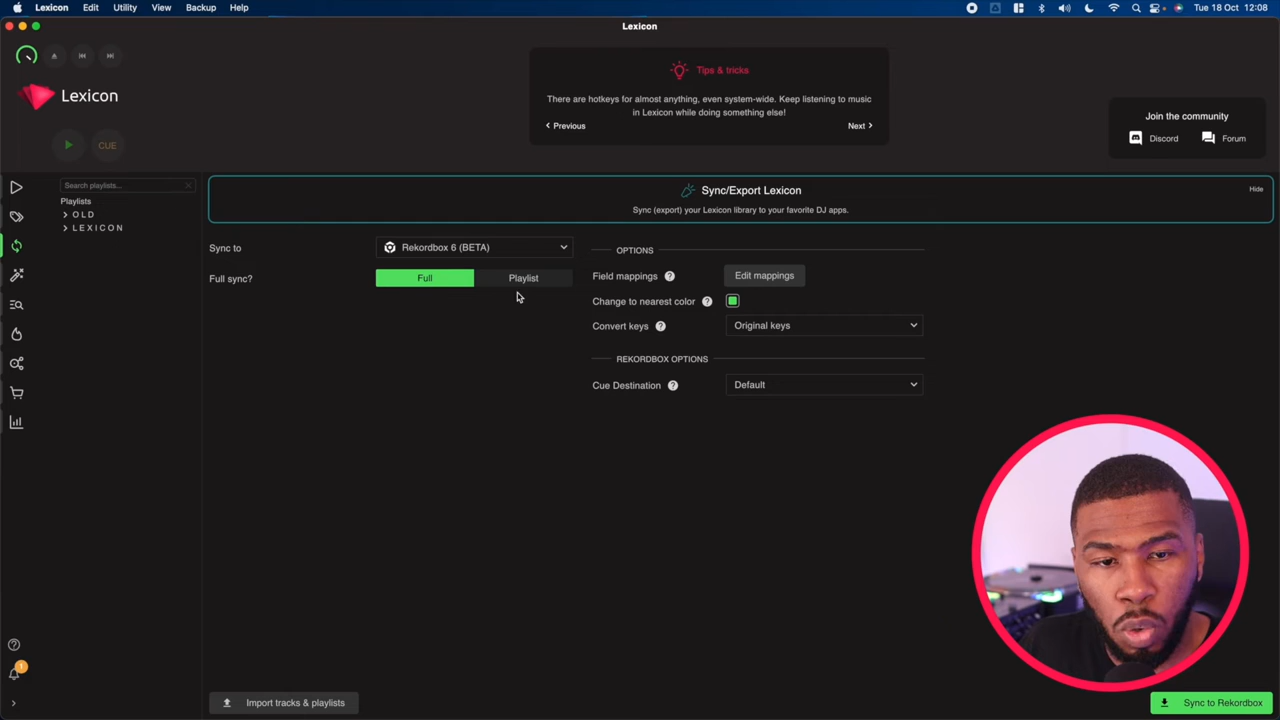 Lexicon Edit Utility View Backup Help
Tue 18 Oct 12:08
Lexicon
Lexicon
CUE
Tips & tricks
There are hotkeys for almost anything, even system-wide. Keep listening to music
in Lexicon while doing something else!
Previous
Next
Join the community
Discord
Forum
Search playlists...
Playlists
OLD
LEXICON
Sync/Export Lexicon
Hide
Sync (export) your Lexicon library to your favorite DJ apps.
Sync to
Rekordbox 6 (BETA)
Full sync?
Full
Playlist
OPTIONS
Field mappings ?
Edit mappings
Change to nearest color ?
Convert keys ?
Original keys
REKORDBOX OPTIONS
Cue Destination ?
Default
1
Import tracks & playlists
Sync to Rekordbox